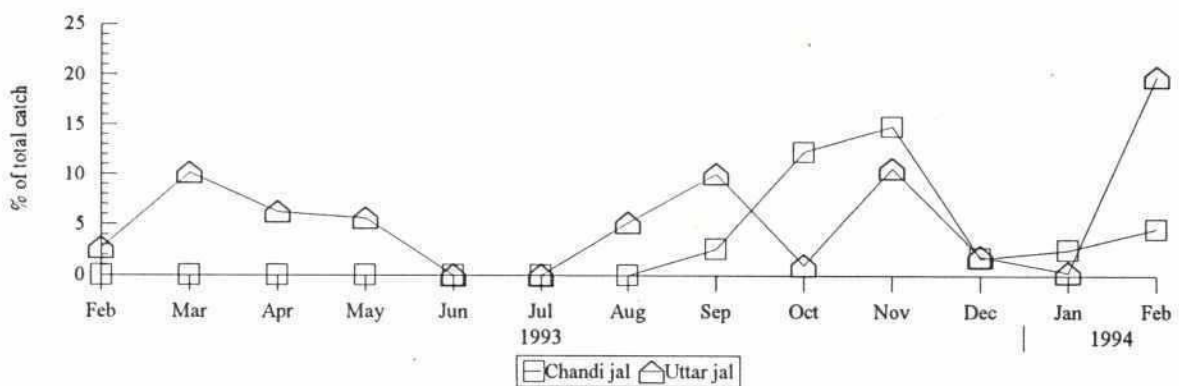 % of total catch
25
20
15
10
5
0
Feb Mar Apr May Jun Jul Aug Sep Oct Nov Dec Jan Feb
1993 1994
Chandi jal Uttar jal